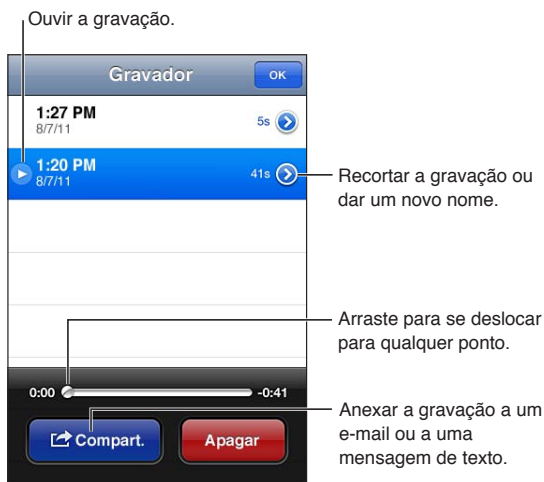 Ouvir a gravação.
Gravador
OK
1:27 PM
8/7/11
5s
1:20 PM
8/7/11
41s
Recortar a gravação ou
dar um novo nome.
Arraste para se deslocar
para qualquer ponto.
0:00
-0:41
Compart.
Apagar
Anexar a gravação a um
e-mail ou a uma
mensagem de texto.